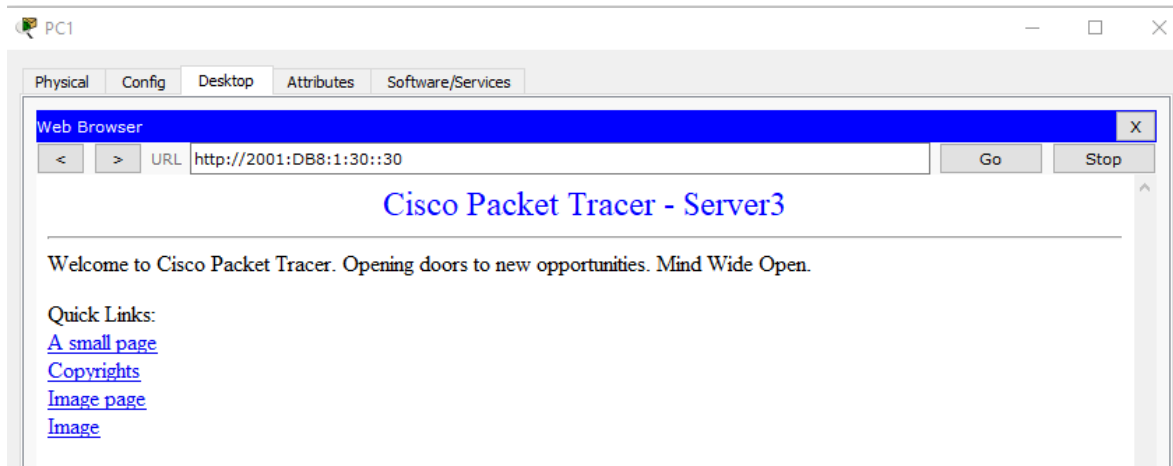 PC1
Physical Config Desktop Attributes Software/Services
Web Browser X
< > URL http://2001:DB8:1:30::30 Go Stop
Cisco Packet Tracer - Server3
Welcome to Cisco Packet Tracer. Opening doors to new opportunities. Mind Wide Open.
Quick Links:
A small page
Copyrights
Image page
Image